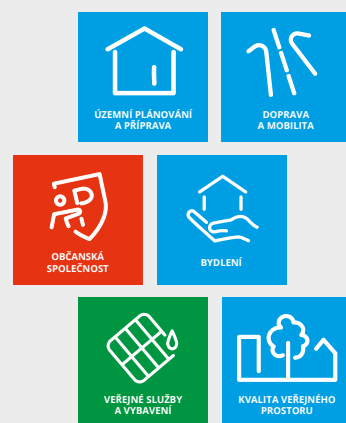 ÚZEMNÍ PLÁNOVÁNÍ
A PŘÍPRAVA
DOPRAVA
A MOBILITA
OBČANSKÁ
SPOLEČNOST
BYDLENÍ
VEŘEJNÉ SLUŽBY
A VYBAVENÍ
KVALITA VEŘEJNÉHO
PROSTORU